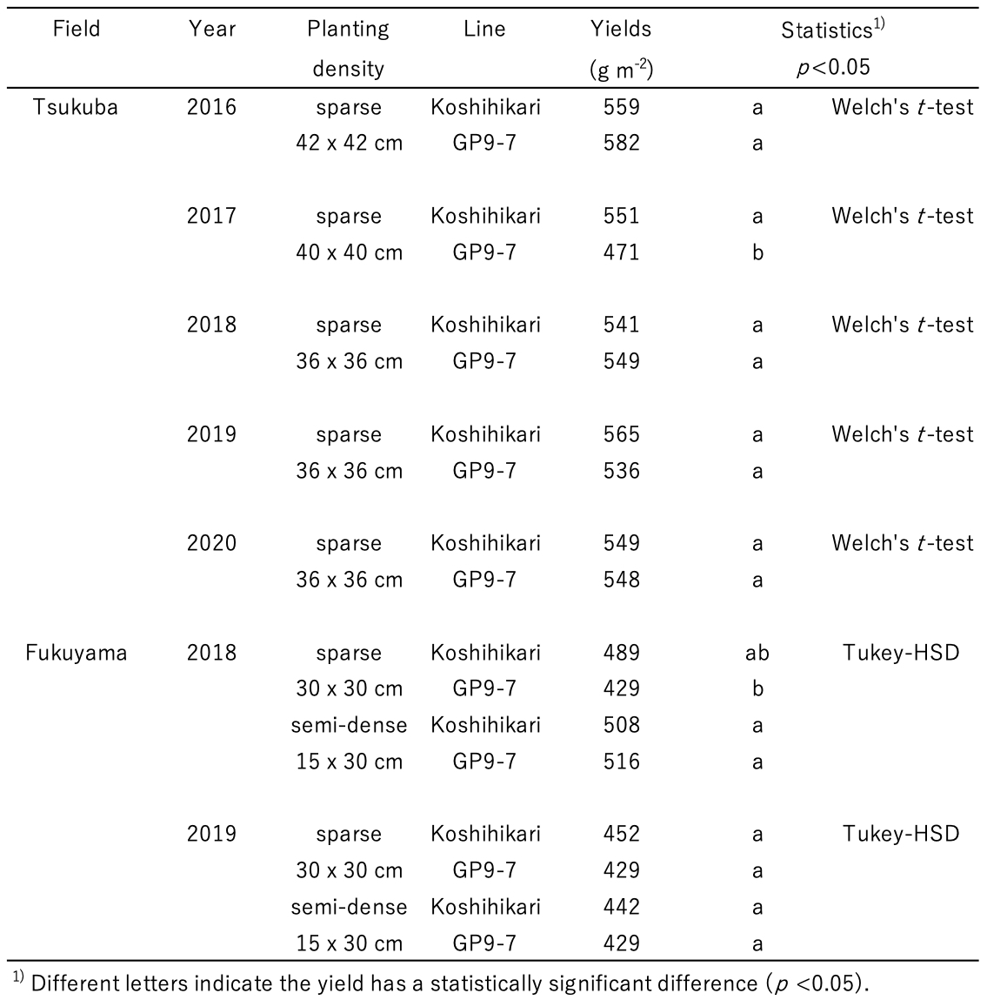 Field Year Planting Line Yields Statistics1)
density (g m-2) p<0.05
Tsukuba 2016 sparse Koshihikari 559 a Welch's t-test
42 x 42 cm GP9-7 582 a
2017 sparse Koshihikari 551 a Welch's t-test
40 x 40 cm GP9-7 471 b
2018 sparse Koshihikari 541 a Welch's t-test
36 x 36 cm GP9-7 549 a
2019 sparse Koshihikari 565 a Welch's t-test
36 x 36 cm GP9-7 536 a
2020 sparse Koshihikari 549 a Welch's t-test
36 x 36 cm GP9-7 548 a
Fukuyama 2018 sparse Koshihikari 489 ab Tukey-HSD
30 x 30 cm GP9-7 429 b
semi-dense Koshihikari 508 a
15 x 30 cm GP9-7 516 a
2019 sparse Koshihikari 452 a Tukey-HSD
30 x 30 cm GP9-7 429 a
semi-dense Koshihikari 442 a
15 x 30 cm GP9-7 429 a
1) Different letters indicate the yield has a statistically significant difference (p <0.05).